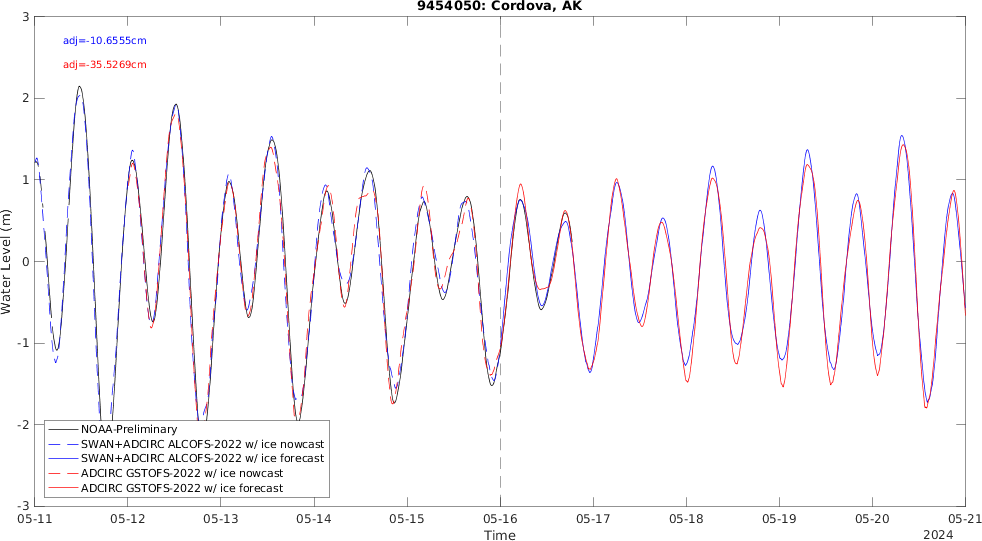 9454050: Cordova, AK
adj=-10.6555cm
adj=-35.5269cm
Water Level (m)
3
2
1
0
-1
-2
-3
NOAA-Preliminary
SWAN+ADCIRC ALCOFS-2022 w/ ice nowcast
SWAN+ADCIRC ALCOFS-2022 w/ ice forecast
ADCIRC GSTOFS-2022 w/ ice nowcast
ADCIRC GSTOFS-2022 w/ ice forecast
05-11 05-12 05-13 05-14 05-15 05-16 05-17 05-18 05-19 05-20 05-21
Time
2024